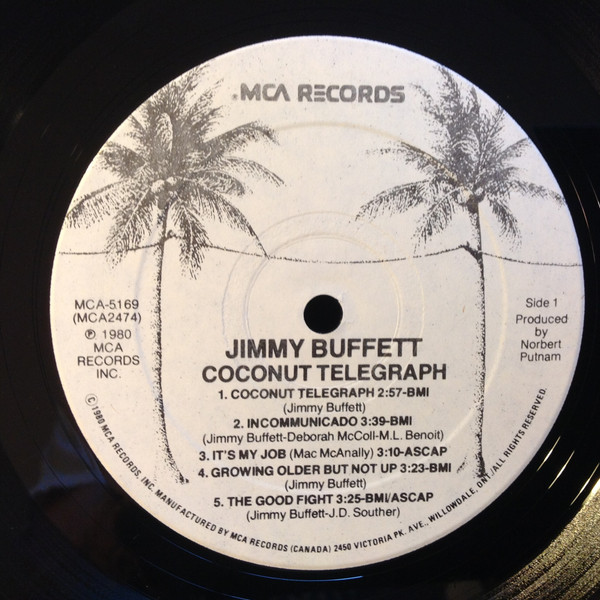 MCA RECORDS
MCA-5169
(MCA2474)
℗ 1980
MCA
RECORDS
INC.
Side 1
Produced
by
Norbert
Putnam
JIMMY BUFFETT
COCONUT TELEGRAPH
1. COCONUT TELEGRAPH 2:57-BMI
(Jimmy Buffett)
2. INCOMMUNICADO 3:39-BMI
(Jimmy Buffett-Deborah McColl-M.L. Benoit)
3. IT'S MY JOB (Mac McAnally) 3:10-ASCAP
4. GROWING OLDER BUT NOT UP 3:23-BMI
(Jimmy Buffett)
5. THE GOOD FIGHT 3:25-BMI/ASCAP
(Jimmy Buffett-J.D. Souther)
©1980 MCA RECORDS, INC. MANUFACTURED BY MCA RECORDS (CANADA) 2450 VICTORIA PK. AVE., WILLOWDALE, ONT./ALL RIGHTS RESERVED.